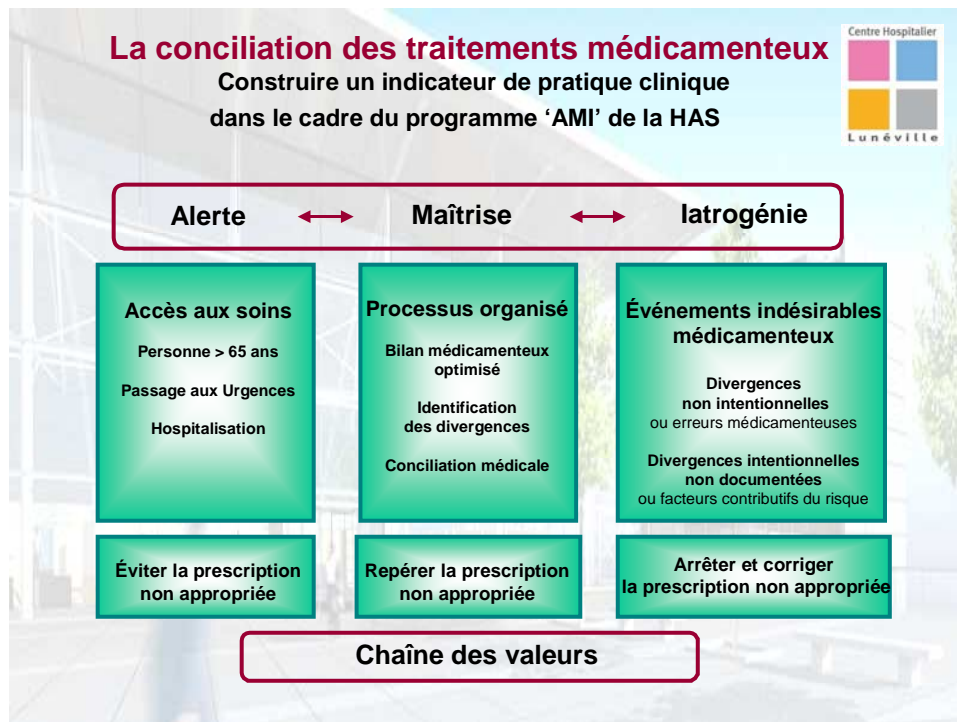 La conciliation des traitements médicamenteux
Construire un indicateur de pratique clinique
dans le cadre du programme ‘AMI’ de la HAS
Centre Hospitalier
Lunéville
Alerte
Maîtrise
Iatrogénie
Accès aux soins
Personne > 65 ans
Passage aux Urgences
Hospitalisation
Processus organisé
Bilan médicamenteux
optimisé
Identification
des divergences
Conciliation médicale
Événements indésirables
médicamenteux
Divergences
non intentionnelles
ou erreurs médicamenteuses
Divergences intentionnelles
non documentées
ou facteurs contributifs du risque
Éviter la prescription
non appropriée
Repérer la prescription
non appropriée
Arrêter et corriger
la prescription non appropriée
Chaîne des valeurs